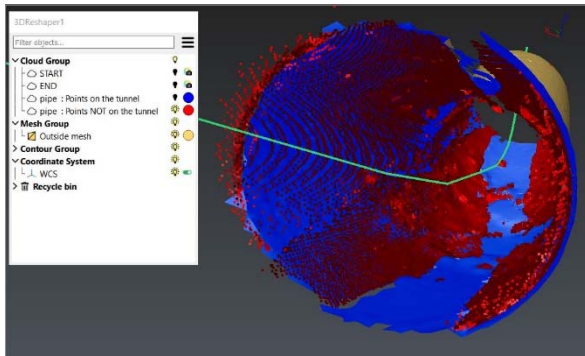 3DReshaper1
Filter objects...
Cloud Group
START
END
pipe : Points on the tunnel
pipe : Points NOT on the tunnel
Mesh Group
Outside mesh
Contour Group
Coordinate System
WCS
Recycle bin